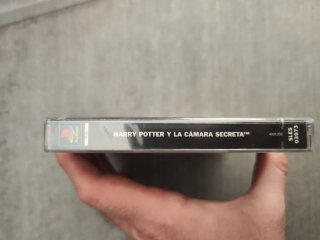 HARRY POTTER Y LA CÁMARA SECRETA™
SLES
03973